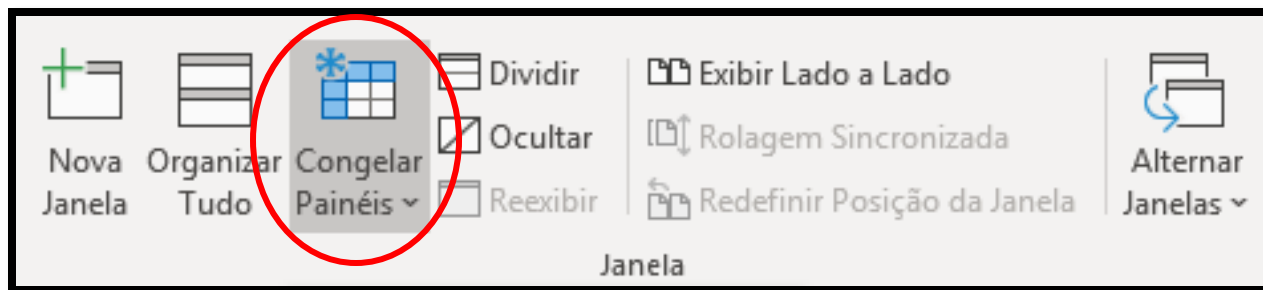 Nova
Janela
Organizar
Tudo
Congelar
Painéis
Dividir
Ocultar
Reexibir
Exibir Lado a Lado
Rolagem Sincronizada
Redefinir Posição da Janela
Alternar
Janelas
Janela